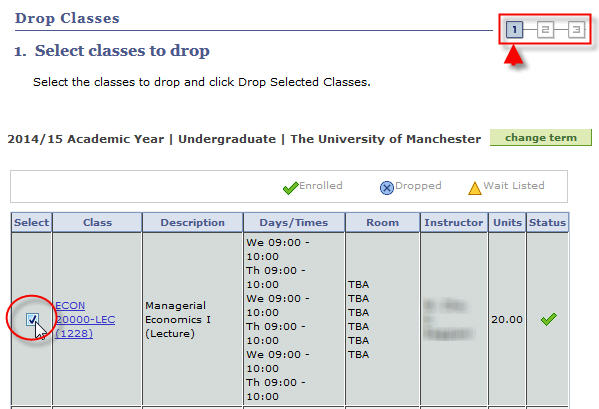 Drop Classes
1 2 3
1. Select classes to drop
Select the classes to drop and click Drop Selected Classes.
2014/15 Academic Year | Undergraduate | The University of Manchester
change term
Enrolled Dropped Wait Listed
Select Class Description Days/Times Room Instructor Units Status
ECON
20000-LEC
(1228)
Managerial
Economics I
(Lecture)
We 09:00 -
10:00
Th 09:00 -
10:00
We 09:00 -
10:00
Th 09:00 -
10:00
We 09:00 -
10:00
Th 09:00 -
10:00
TBA
TBA
TBA
TBA
TBA
TBA
20.00